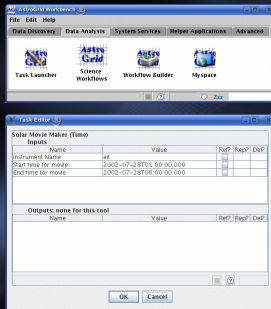 AstroGrid Workbench
File Edit Help
Data Discovery Data Analysis System Services Helper Applications Advanced
Astro Grid
Task Launcher Science Workflows Workflow Builder Myspace
Zzz
Task Editor
Solar Movie Maker (Time)
Inputs
Name Value Ref? Rep? Del?
Instrument Name eit
Start time for movie 2002-07-28T01:00:00.000
End time for movie 2002-07-28T06:00:00.000
Outputs: none for this tool
Name Value Ref? Rep? Del?
OK Cancel